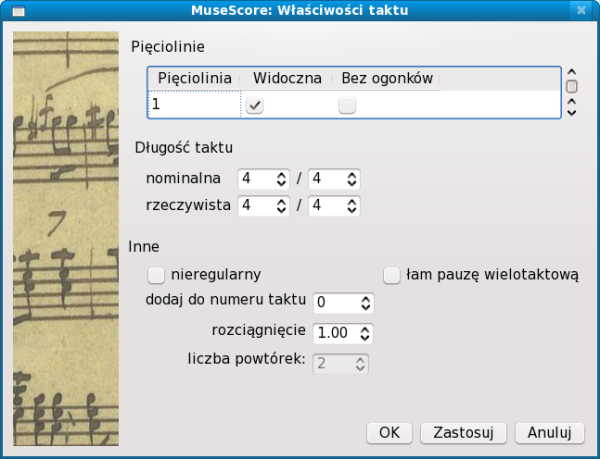 MuseScore: Właściwości taktu
Pięciolinie
Pięciolinia Widoczna Bez ogonków
1
Długość taktu
nominalna 4 / 4
rzeczywista 4 / 4
Inne
nieregularny łam pauzę wielotaktową
dodaj do numeru taktu 0
rozciągnięcie 1.00
liczba powtórek: 2
OK Zastosuj Anuluj